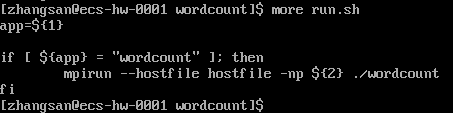 [zhangsan@ecs-hw-0001 wordcount]$ more run.sh
app=${1}

if [ ${app} = "wordcount" ]; then
        mpirun --hostfile hostfile -np ${2} ./wordcount
fi
[zhangsan@ecs-hw-0001 wordcount]$